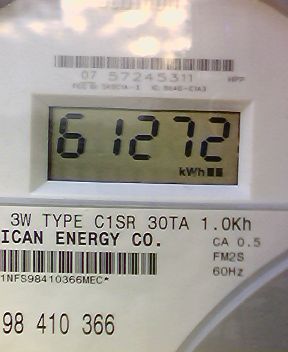 07 57245311
61272
kWh
3W TYPE C1SR 30TA 1.0Kh
ICAN ENERGY CO.
CA 0.5
FM2S
60Hz
1NFS98410366MEC*
98 410 366